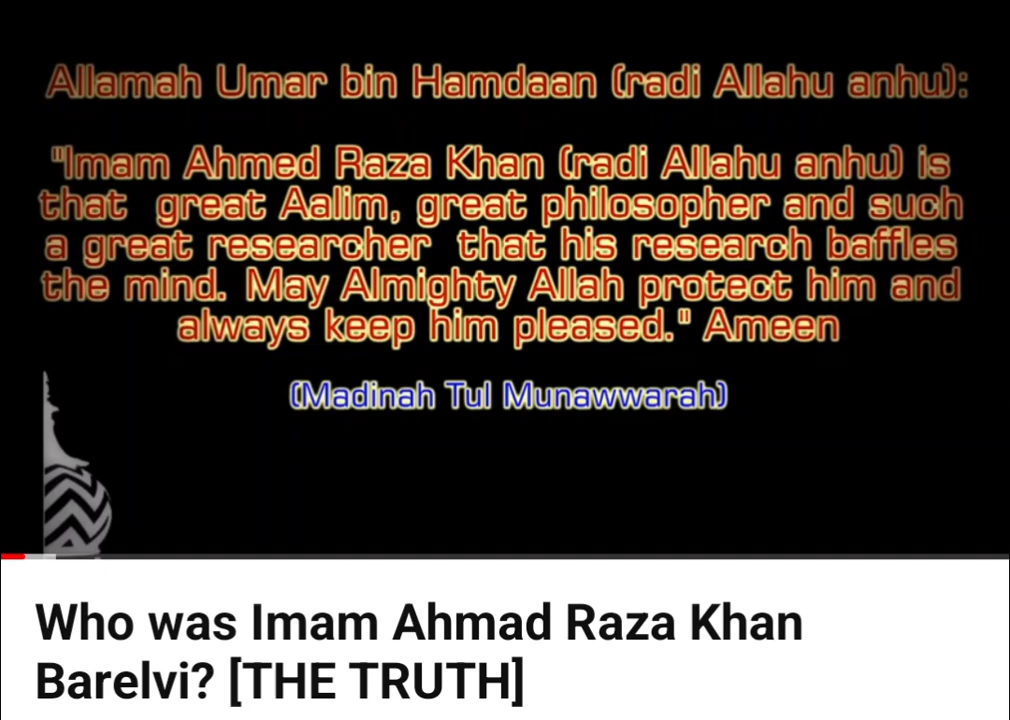 Allamah Umar bin Hamdaan (radi Allahu anhu):
"Imam Ahmed Raza Khan (radi Allahu anhu) is
that great Aalim, great philosopher and such
a great researcher that his research baffles
the mind. May Almighty Allah protect him and
always keep him pleased." Ameen
(Madinah Tul Munawwarah)
Who was Imam Ahmad Raza Khan
Barelvi? [THE TRUTH]